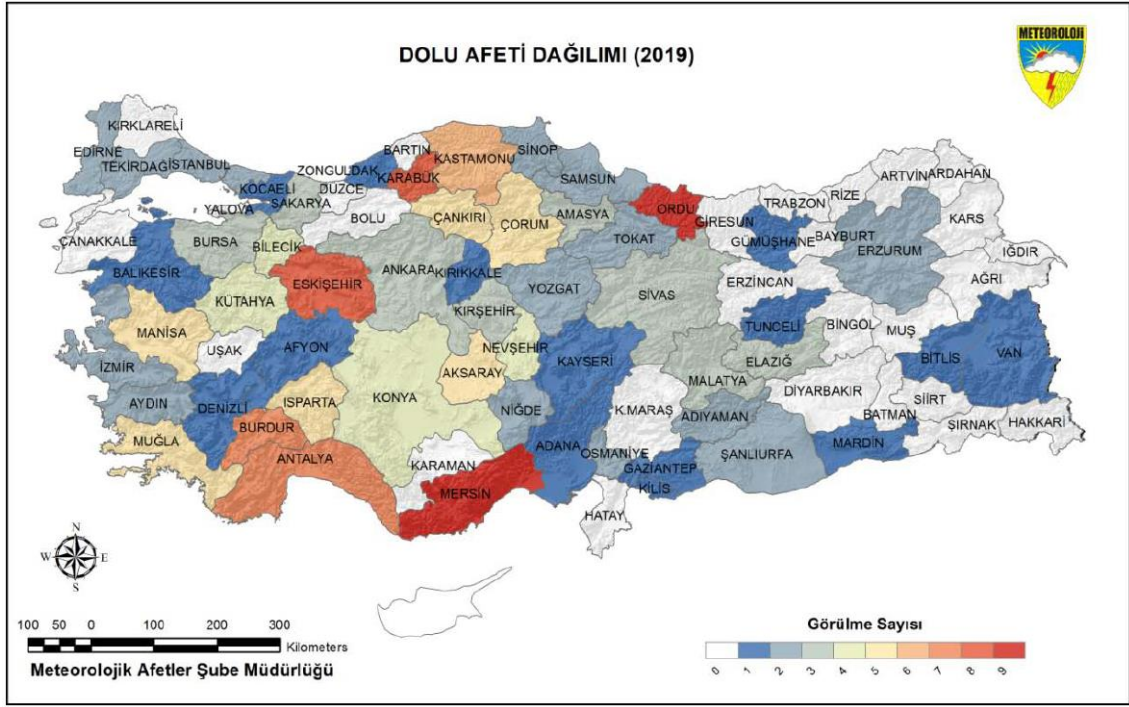 METEOROLOJİ
DOLU AFETİ DAĞILIMI (2019)
KIRKLARELİ
EDİRNE
TEKİRDAĞ
İSTANBUL
KOCAELİ
YALOVA
SAKARYA
DÜZCE
ZONGULDAK
BARTIN
KARABÜK
KASTAMONU
SİNOP
SAMSUN
ORDU
GİRESUN
TRABZON
RİZE
ARTVİN
ARDAHAN
ÇANAKKALE
BALIKESİR
BURSA
BİLECİK
BOLU
ÇANKIRI
ÇORUM
AMASYA
TOKAT
GÜMÜŞHANE
BAYBURT
ERZURUM
KARS
IĞDIR
AĞRI
KÜTAHYA
ESKİŞEHİR
ANKARA
KIRIKKALE
KIRŞEHİR
YOZGAT
SİVAS
ERZİNCAN
TUNCELİ
BİNGÖL
MUŞ
BİTLİS
VAN
MANİSA
UŞAK
AFYON
İZMİR
AYDIN
DENİZLİ
ISPARTA
BURDUR
KONYA
AKSARAY
NEVŞEHİR
KAYSERİ
NİĞDE
MALATYA
ELAZIĞ
DİYARBAKIR
BATMAN
SİİRT
ŞIRNAK
HAKKARİ
MUĞLA
ANTALYA
KARAMAN
MERSİN
ADANA
OSMANİYE
K.MARAŞ
ADIYAMAN
GAZİANTEP
KİLİS
ŞANLIURFA
MARDİN
HATAY
N
W E
S
100 50 0 100 200 300
Kilometers
Meteorolojik Afetler Şube Müdürlüğü
Görülme Sayısı
0 1 2 3 4 5 6 7 8 9